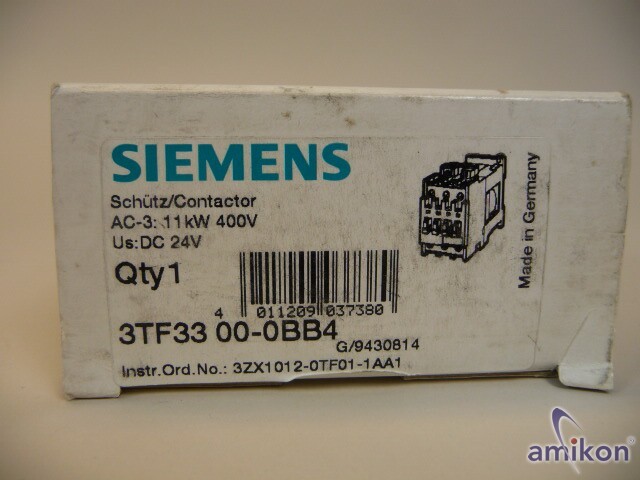 SIEMENS
Schütz/Contactor
AC-3: 11kW 400V
Us:DC 24V
Qty1
4 011209 037380
3TF33 00-0BB4
G/9430814
Instr.Ord.No.: 3ZX1012-0TF01-1AA1
Made in Germany
amikon